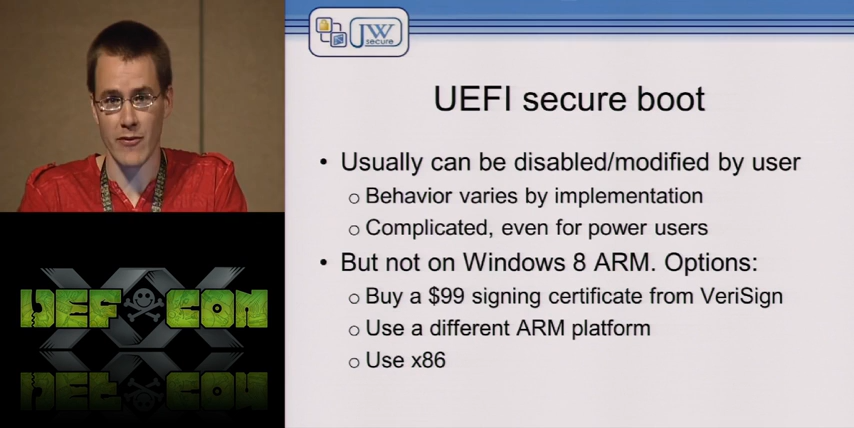 JW
secure
UEFI secure boot
• Usually can be disabled/modified by user
o Behavior varies by implementation
o Complicated, even for power users
• But not on Windows 8 ARM. Options:
o Buy a $99 signing certificate from VeriSign
o Use a different ARM platform
o Use x86
XX
DEF CON